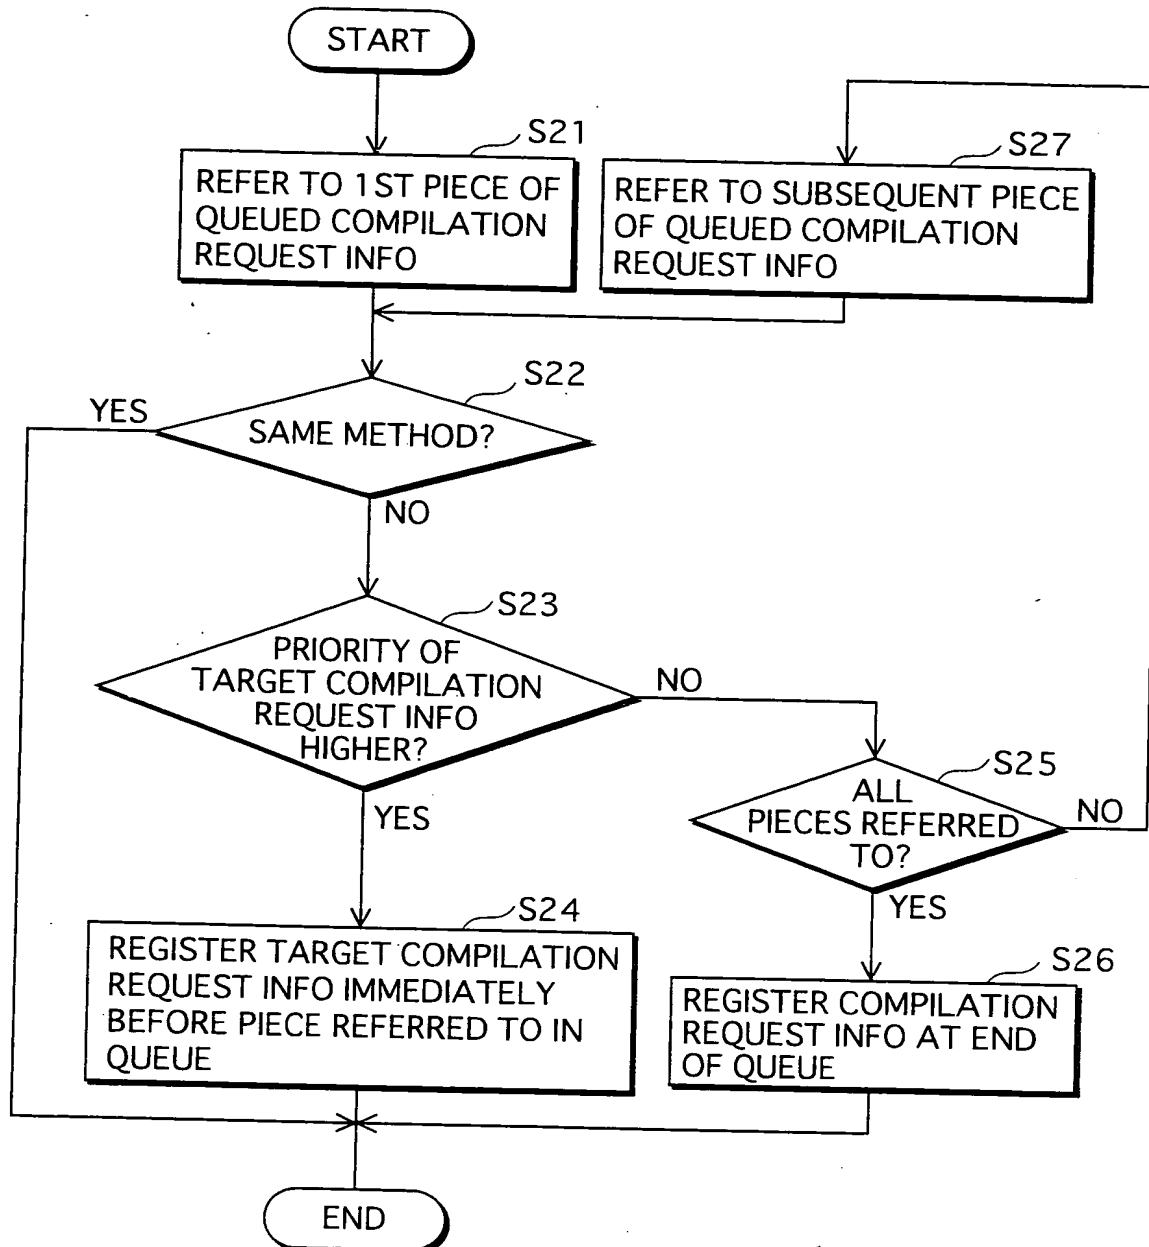 START
S21
REFER TO 1ST PIECE OF
QUEUED COMPILATION
REQUEST INFO
S27
REFER TO SUBSEQUENT PIECE
OF QUEUED COMPILATION
REQUEST INFO
S22
YES
SAME METHOD?
NO
S23
PRIORITY OF
TARGET COMPILATION
REQUEST INFO
HIGHER?
NO
YES
S25
ALL
PIECES REFERRED
TO?
NO
YES
S24
REGISTER TARGET COMPILATION
REQUEST INFO IMMEDIATELY
BEFORE PIECE REFERRED TO IN
QUEUE
S26
REGISTER COMPILATION
REQUEST INFO AT END
OF QUEUE
END